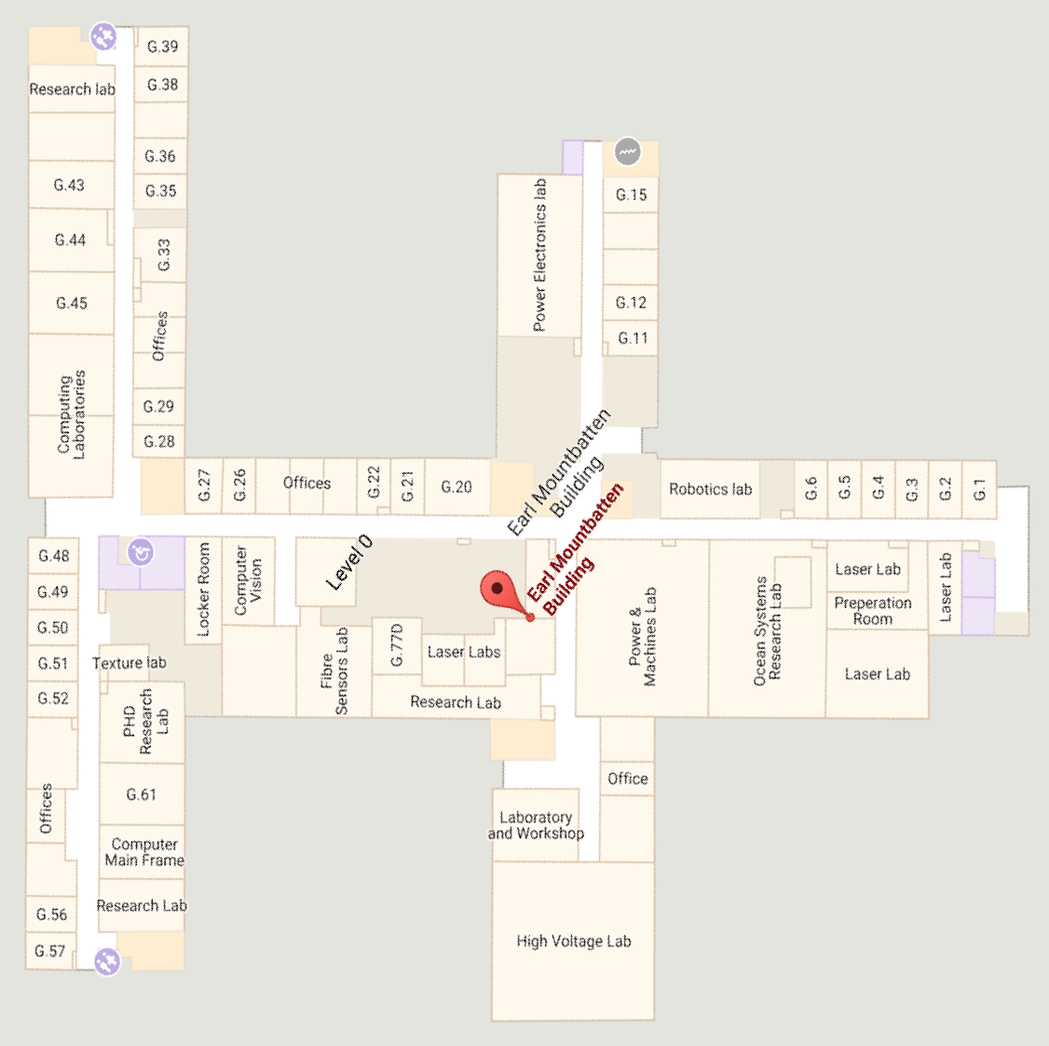 G.39
Research lab
G.38
G.36
G.43
G.35
G.15
Power Electronics lab
G.44
G.33
G.45
G.12
Offices
G.11
Computing
Laboratories
G.29
G.28
Earl Mountbatten
Building
G.27
G.26
Offices
G.22
G.21
G.20
Robotics lab
G.6
G.5
G.4
G.3
G.2
G.1
Earl Mountbatten
Building
Level 0
G.48
G.49
G.50
G.51
G.52
Locker Room
Computer
Vision
Laser Lab
Preperation
Room
Laser Lab
Laser Lab
Texture lab
Fibre
Sensors Lab
G.77D
Laser Labs
Research Lab
Power &
Machines Lab
Ocean Systems
Research Lab
PHD
Research
Lab
Office
G.61
Offices
Laboratory
and Workshop
Computer
Main Frame
Research Lab
G.56
G.57
High Voltage Lab